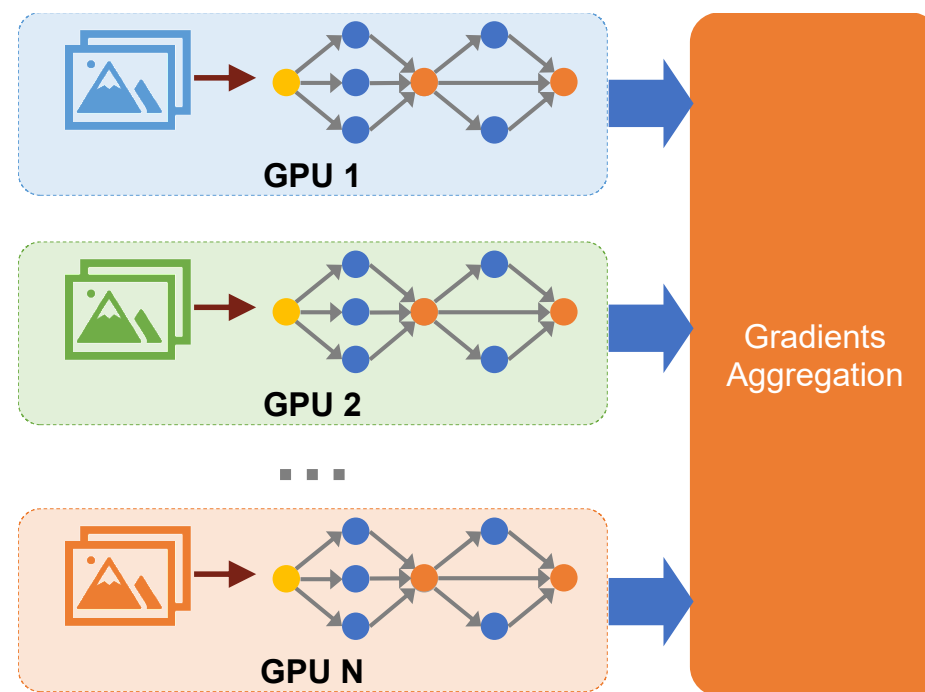 GPU 1
GPU 2
...
GPU N
Gradients
Aggregation